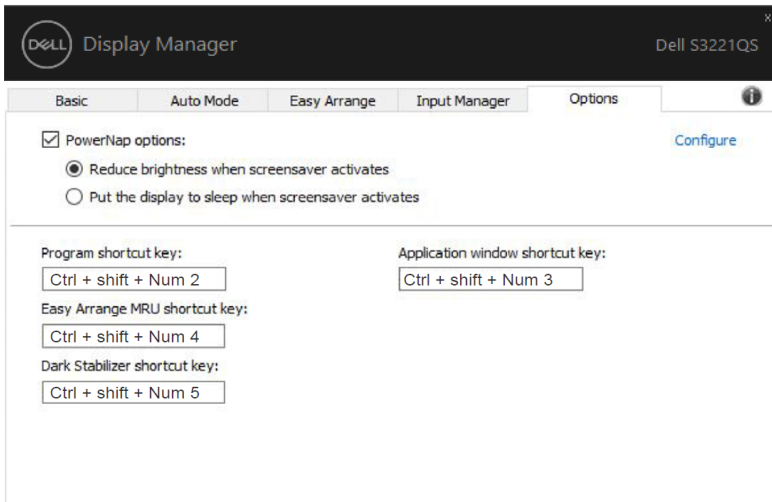 x
DELL Display Manager Dell S3221QS
Basic Auto Mode Easy Arrange Input Manager Options
PowerNap options: Configure
Reduce brightness when screensaver activates
Put the display to sleep when screensaver activates
Program shortcut key: Application window shortcut key:
Ctrl + shift + Num 2 Ctrl + shift + Num 3
Easy Arrange MRU shortcut key:
Ctrl + shift + Num 4
Dark Stabilizer shortcut key:
Ctrl + shift + Num 5